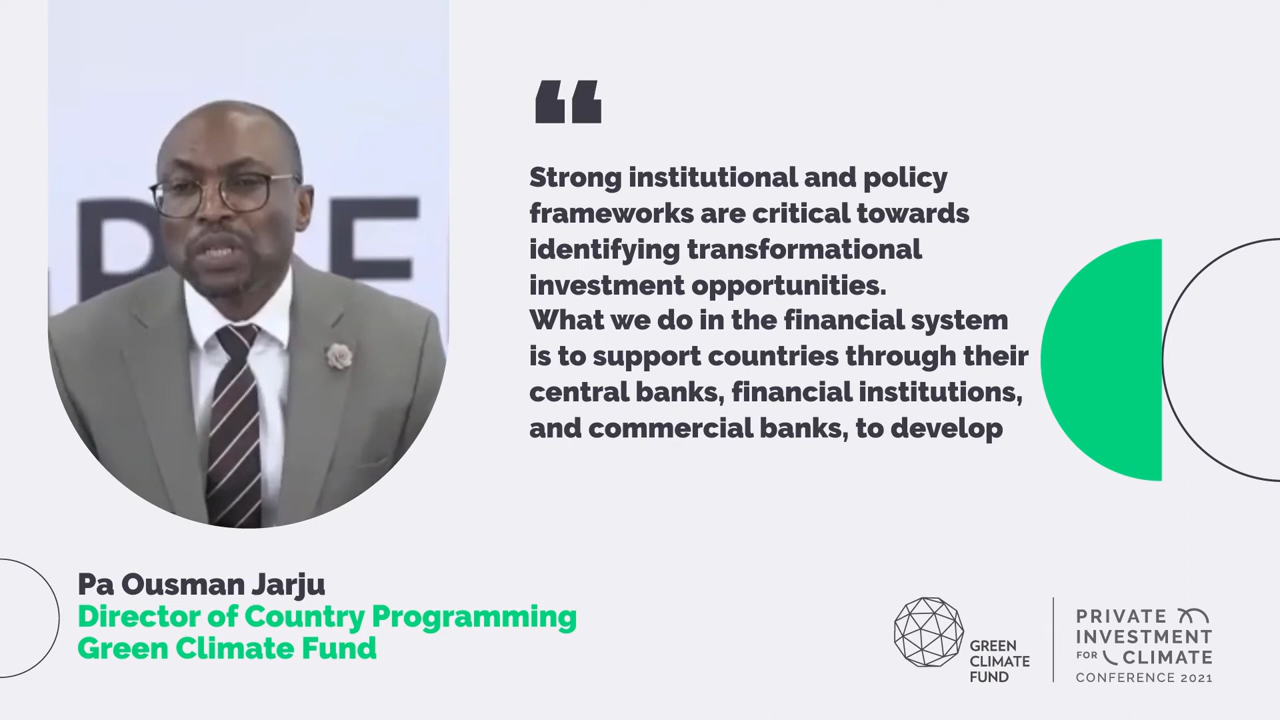 “
Strong institutional and policy
frameworks are critical towards
identifying transformational
investment opportunities.
What we do in the financial system
is to support countries through their
central banks, financial institutions,
and commercial banks, to develop
Pa Ousman Jarju
Director of Country Programming
Green Climate Fund
GREEN
CLIMATE
FUND
PRIVATE
INVESTMENT
FOR CLIMATE
CONFERENCE 2021